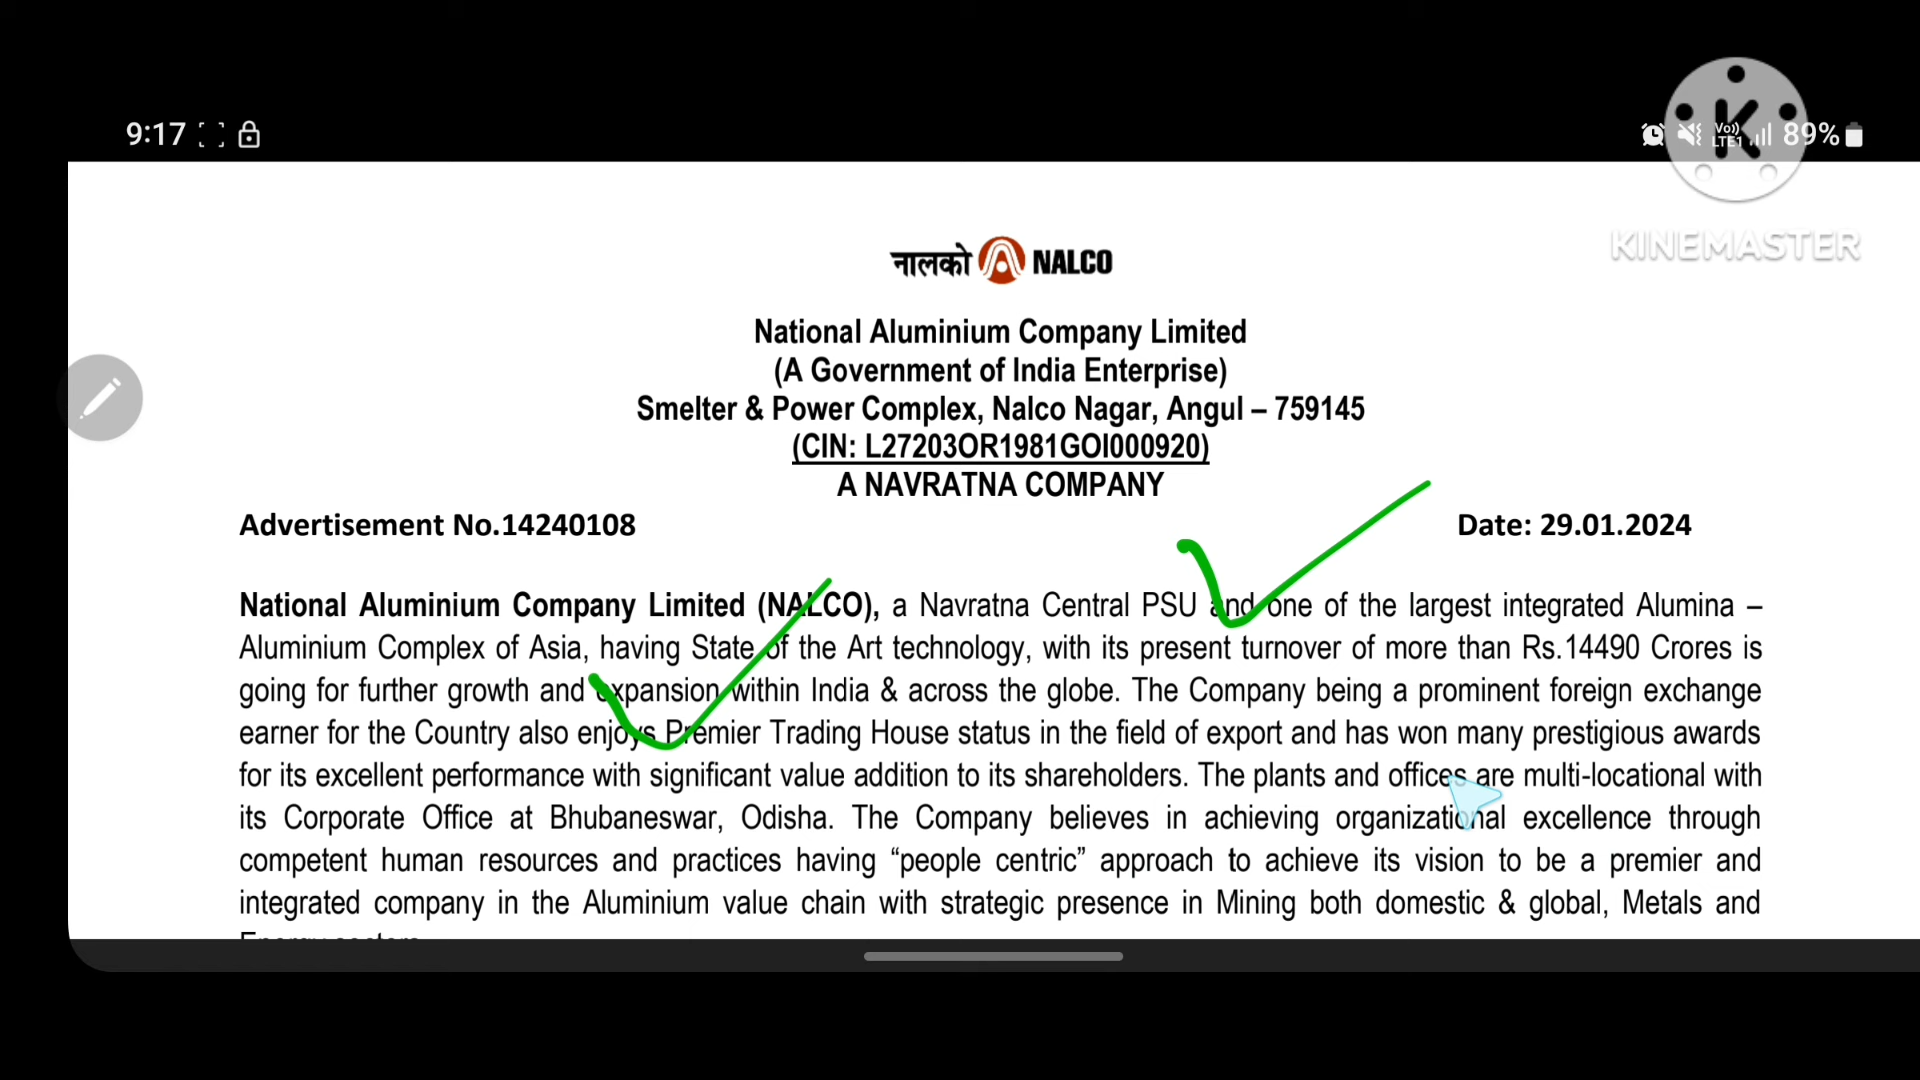 9:17
Vo))
LTE1
89%
KINEMASTER
नालको NALCO
National Aluminium Company Limited
(A Government of India Enterprise)
Smelter & Power Complex, Nalco Nagar, Angul – 759145
(CIN: L27203OR1981GOI000920)
A NAVRATNA COMPANY
Advertisement No.14240108 Date: 29.01.2024
National Aluminium Company Limited (NALCO), a Navratna Central PSU and one of the largest integrated Alumina –
Aluminium Complex of Asia, having State of the Art technology, with its present turnover of more than Rs.14490 Crores is
going for further growth and expansion within India & across the globe. The Company being a prominent foreign exchange
earner for the Country also enjoys Premier Trading House status in the field of export and has won many prestigious awards
for its excellent performance with significant value addition to its shareholders. The plants and offices are multi-locational with
its Corporate Office at Bhubaneswar, Odisha. The Company believes in achieving organizational excellence through
competent human resources and practices having “people centric” approach to achieve its vision to be a premier and
integrated company in the Aluminium value chain with strategic presence in Mining both domestic & global, Metals and